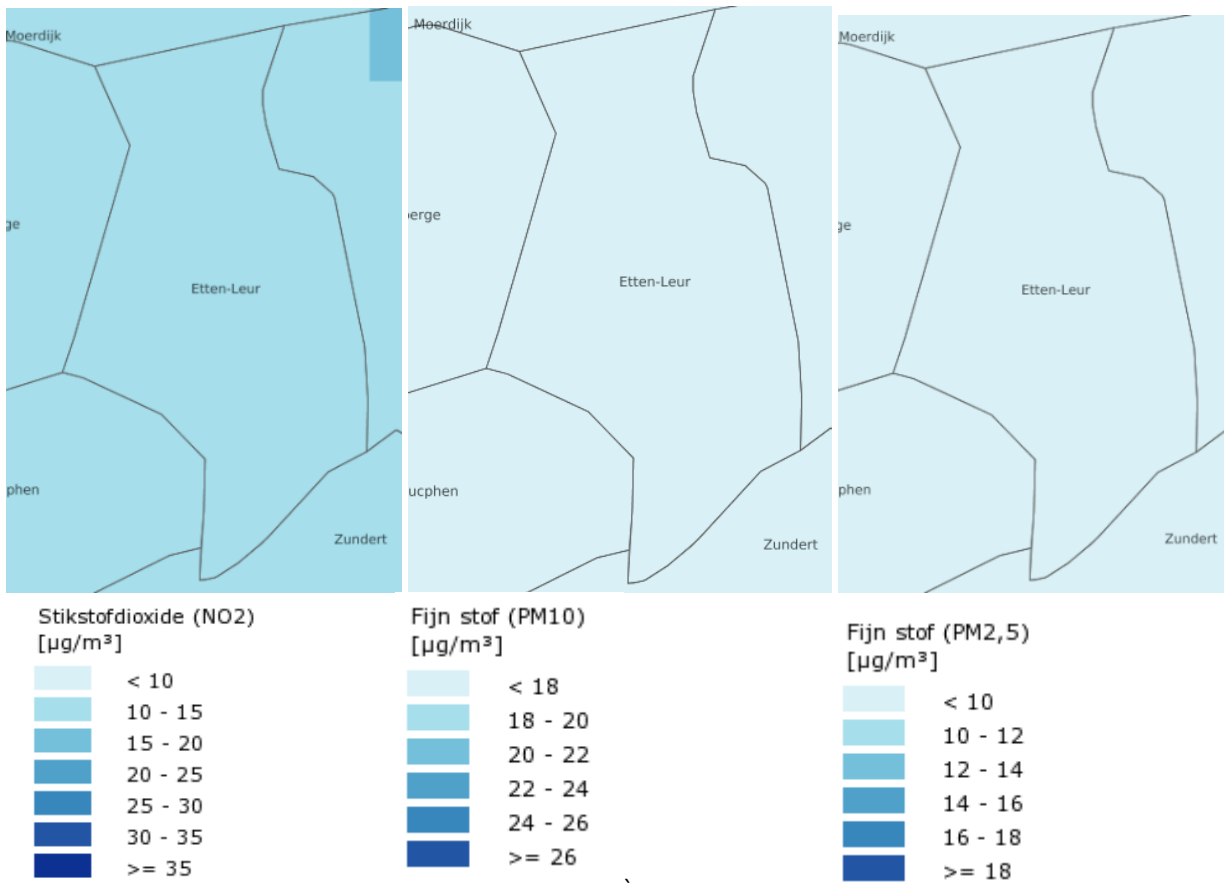 Moerdijk
ge
Etten-Leur
phen
Zundert
Stikstofdioxide (NO2)
[µg/m³]
< 10
10 - 15
15 - 20
20 - 25
25 - 30
30 - 35
>= 35
Moerdijk
berge
Etten-Leur
ucphen
Zundert
Fijn stof (PM10)
[µg/m³]
< 18
18 - 20
20 - 22
22 - 24
24 - 26
>= 26
Moerdijk
ge
Etten-Leur
phen
Zundert
Fijn stof (PM2,5)
[µg/m³]
< 10
10 - 12
12 - 14
14 - 16
16 - 18
>= 18